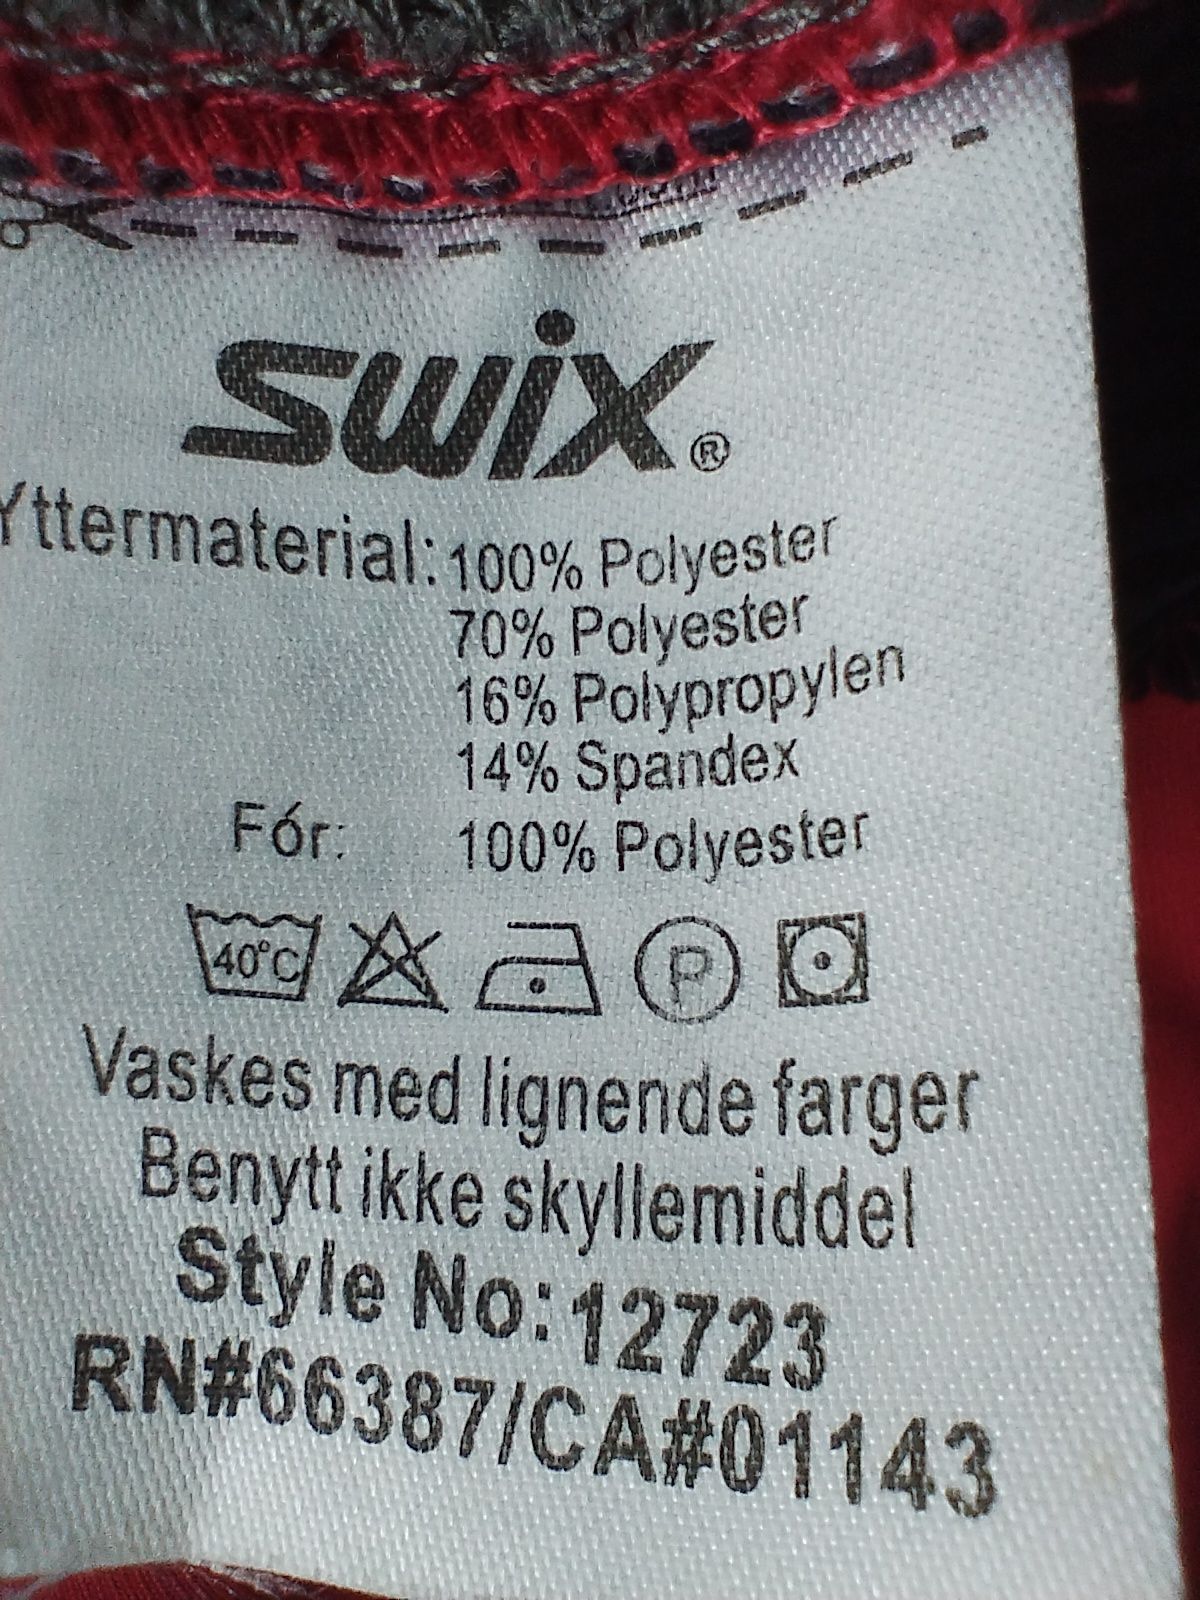 swix®
Yttermaterial: 100% Polyester
70% Polyester
16% Polypropylen
14% Spandex
Fór: 100% Polyester
40°C P
Vaskes med lignende farger
Benytt ikke skyllemiddel
Style No: 12723
RN#66387/CA#01143